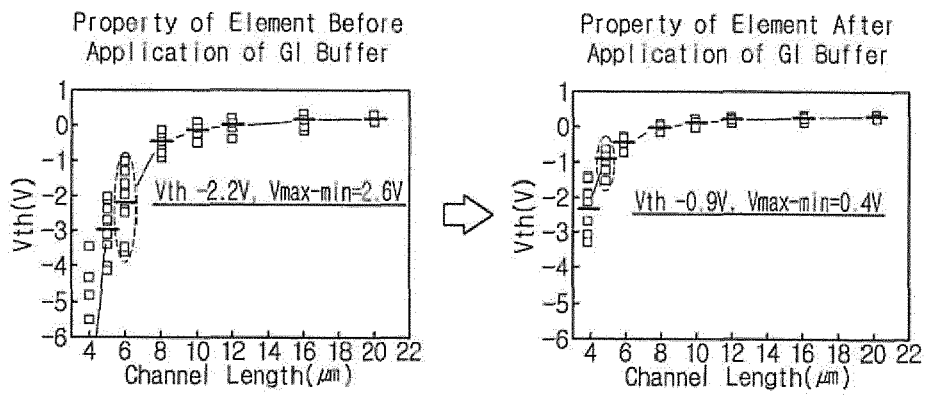 Property of Element Before
Application of GI Buffer
1
0
-1
-2
-3
-4
-5
-6
Vth(V)
Vth -2.2V, Vmax-min=2.6V
4 6 8 10 12 14 16 18 20 22
Channel Length(μm)
Property of Element After
Application of GI Buffer
1
0
-1
-2
-3
-4
-5
-6
Vth(V)
Vth -0.9V, Vmax-min=0.4V
4 6 8 10 12 14 16 18 20 22
Channel Length(μm)